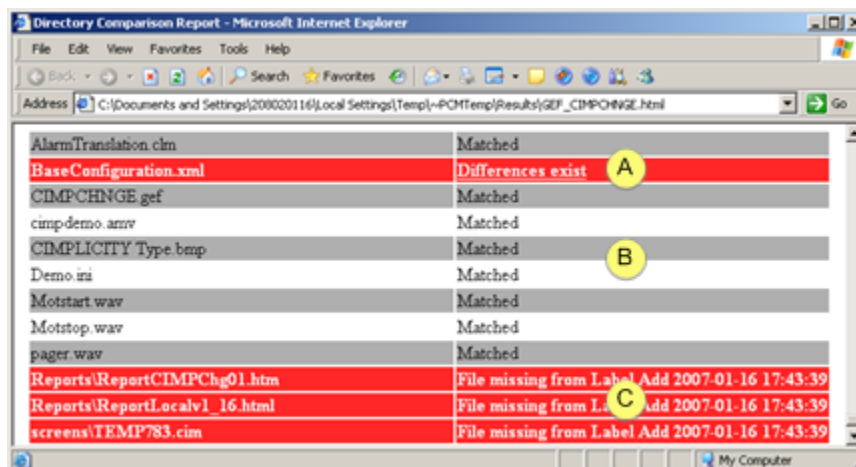 Directory Comparison Report - Microsoft Internet Explorer
File Edit View Favorites Tools Help
Back Search Favorites
Address C:\Documents and Settings\208020116\Local Settings\Temp\~PCMTemp\Results\GEF_CIMPCHNGE.html Go
AlarmTranslation.clm Matched
BaseConfiguration.xml Differences exist A
CIMPCHNGE.gef Matched
cimpdemo.amv Matched
CIMPLICITY Type.bmp Matched
B
Demo.ini Matched
Motstart.wav Matched
Motstop.wav Matched
pager.wav Matched
Reports\ReportCIMPChg01.htm File missing from Label Add 2007-01-16 17:43:39
Reports\ReportLocalv1_16.html File missing from Label Add 2007-01-16 17:43:39
C
screens\TEMP783.cim File missing from Label Add 2007-01-16 17:43:39
My Computer